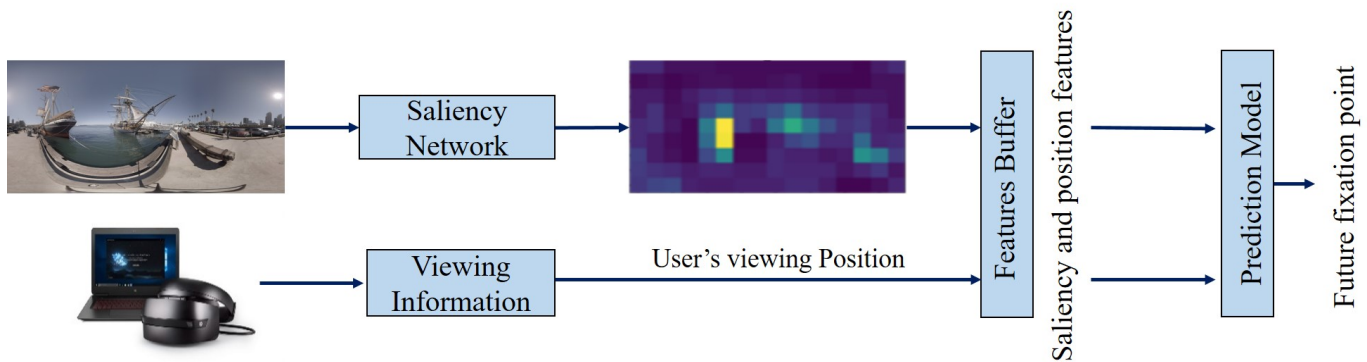 Saliency
Network
Viewing
Information
User's viewing Position
Features Buffer
Saliency and position features
Prediction Model
Future fixation point